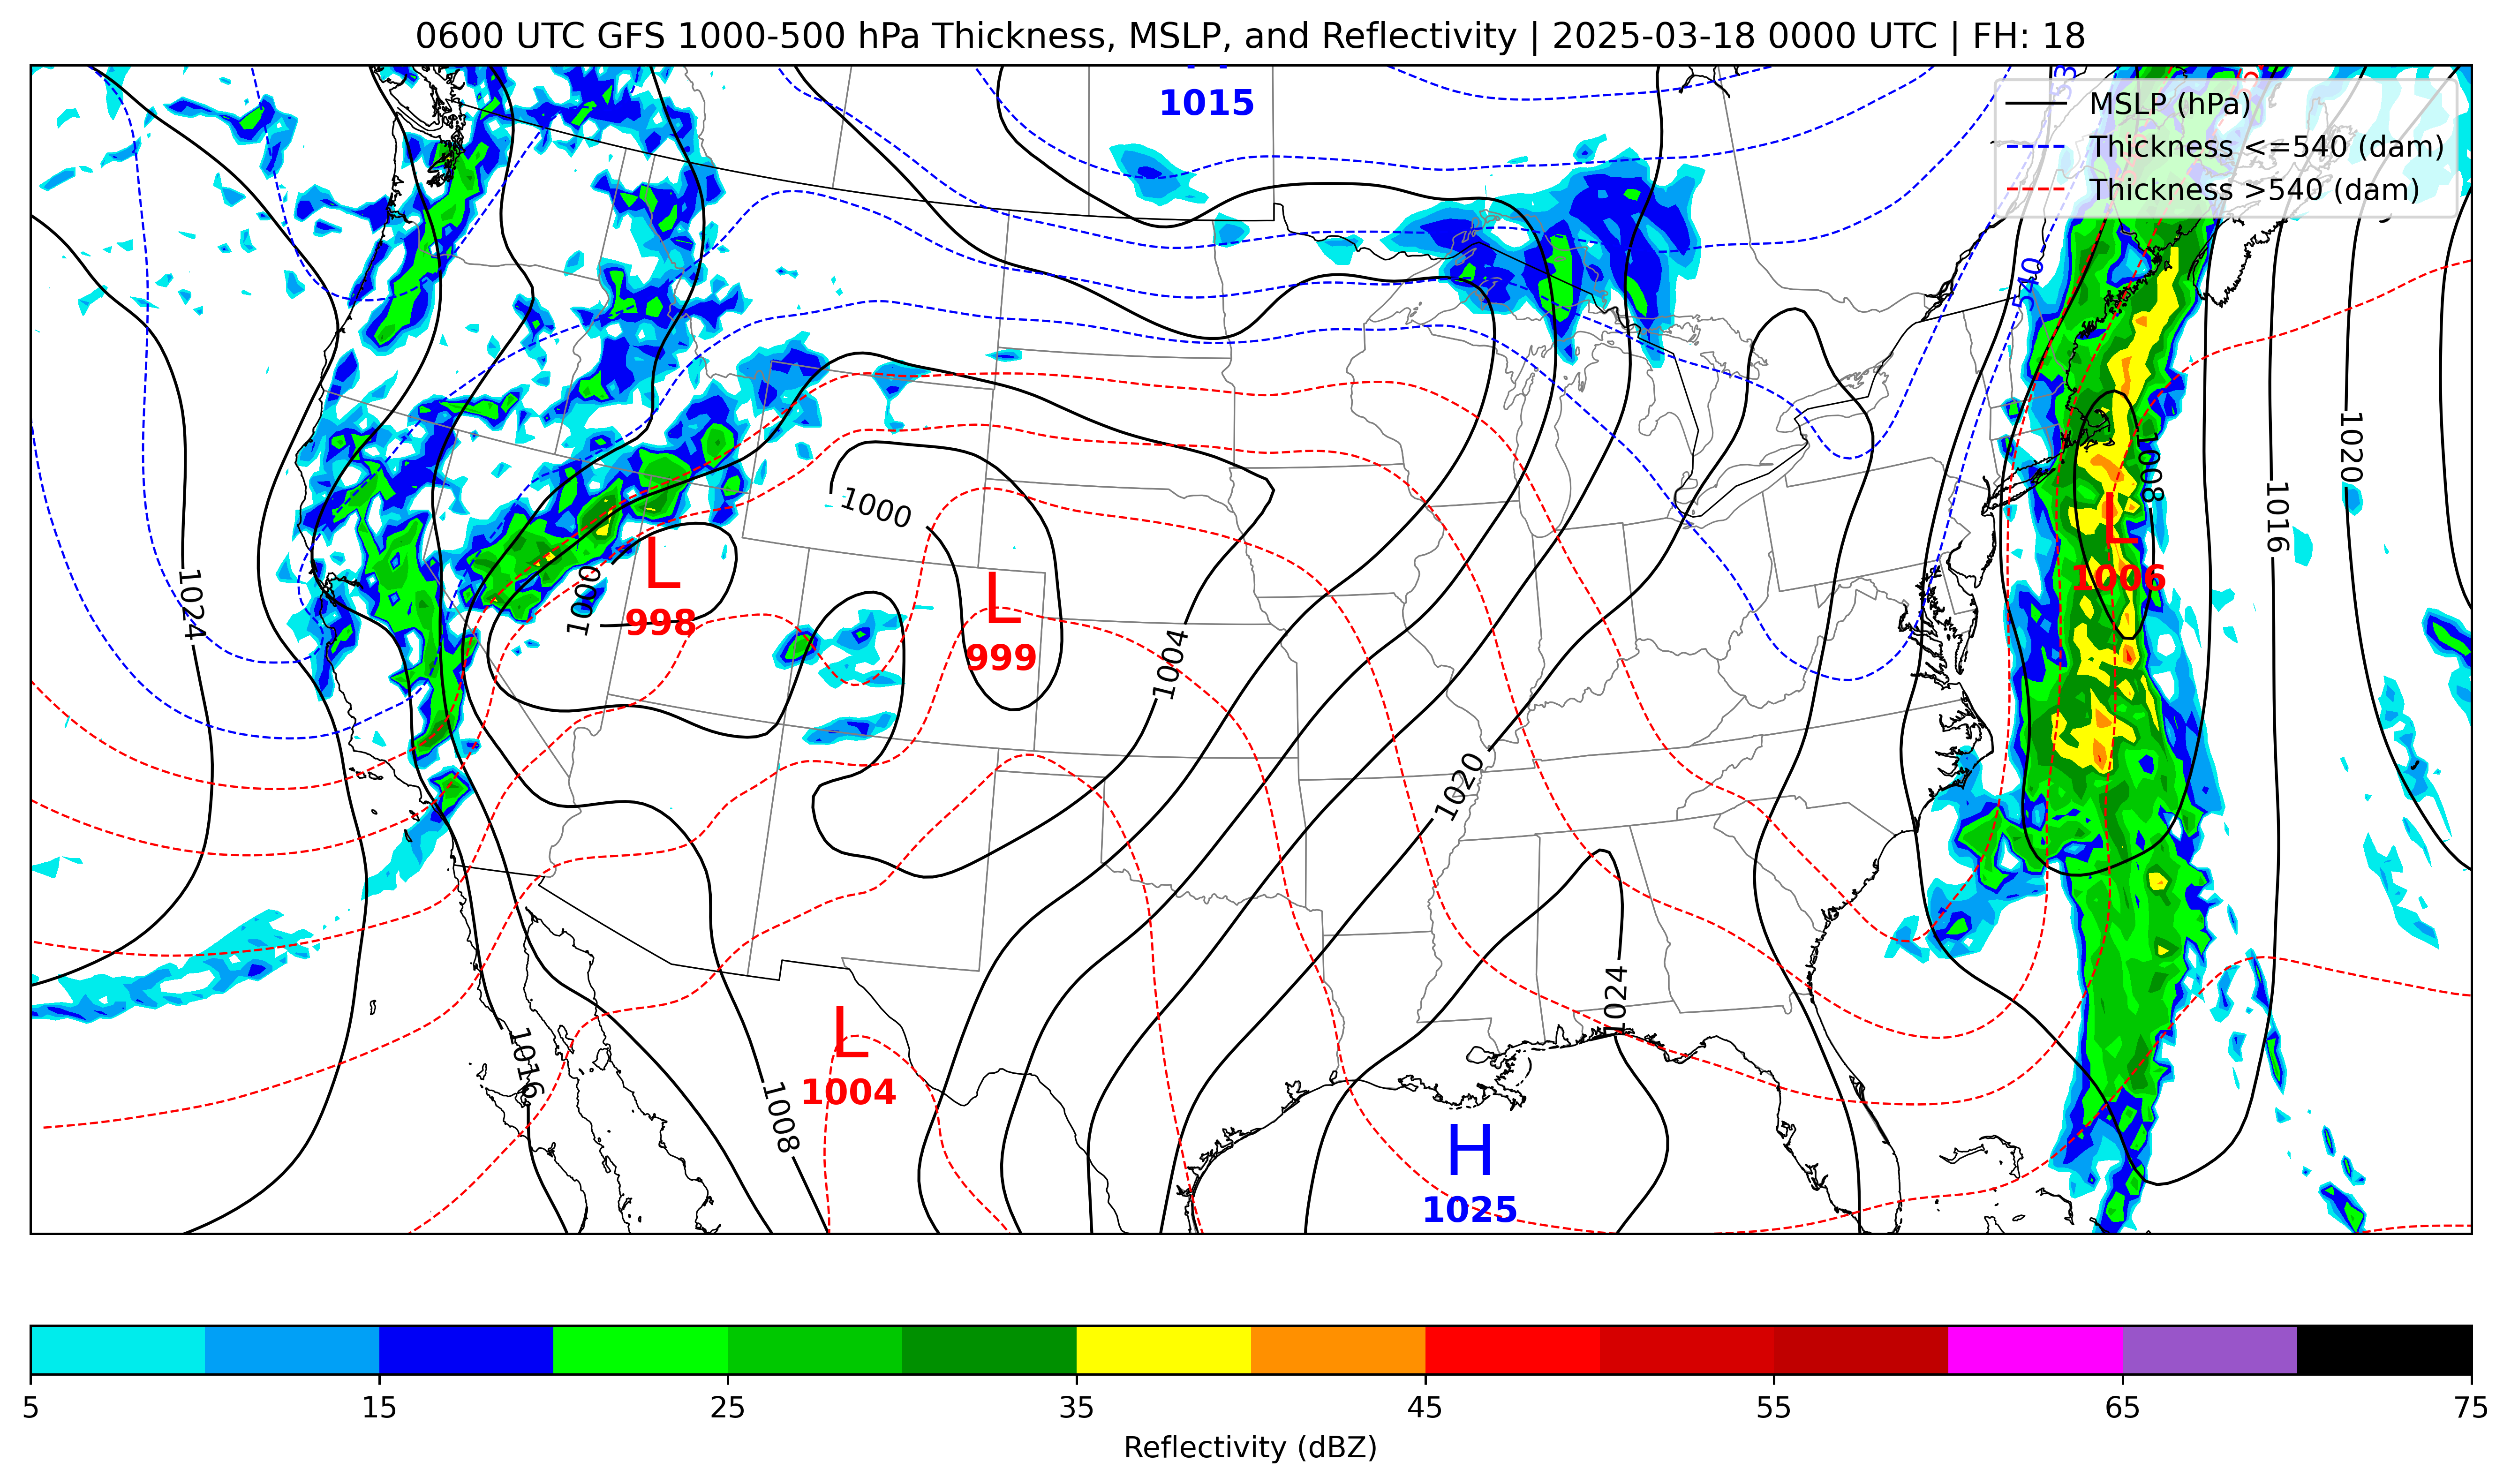 0600 UTC GFS 1000-500 hPa Thickness, MSLP, and Reflectivity | 2025-03-18 0000 UTC | FH: 18
MSLP (hPa)
Thickness <=540 (dam)
Thickness >540 (dam)
1015
540
1020
1008
1016
1000
L
1006
L
998
1000
L
999
1024
1004
1020
1024
L
1004
1016
1008
H
1025
5
15
25
35
45
55
65
75
Reflectivity (dBZ)